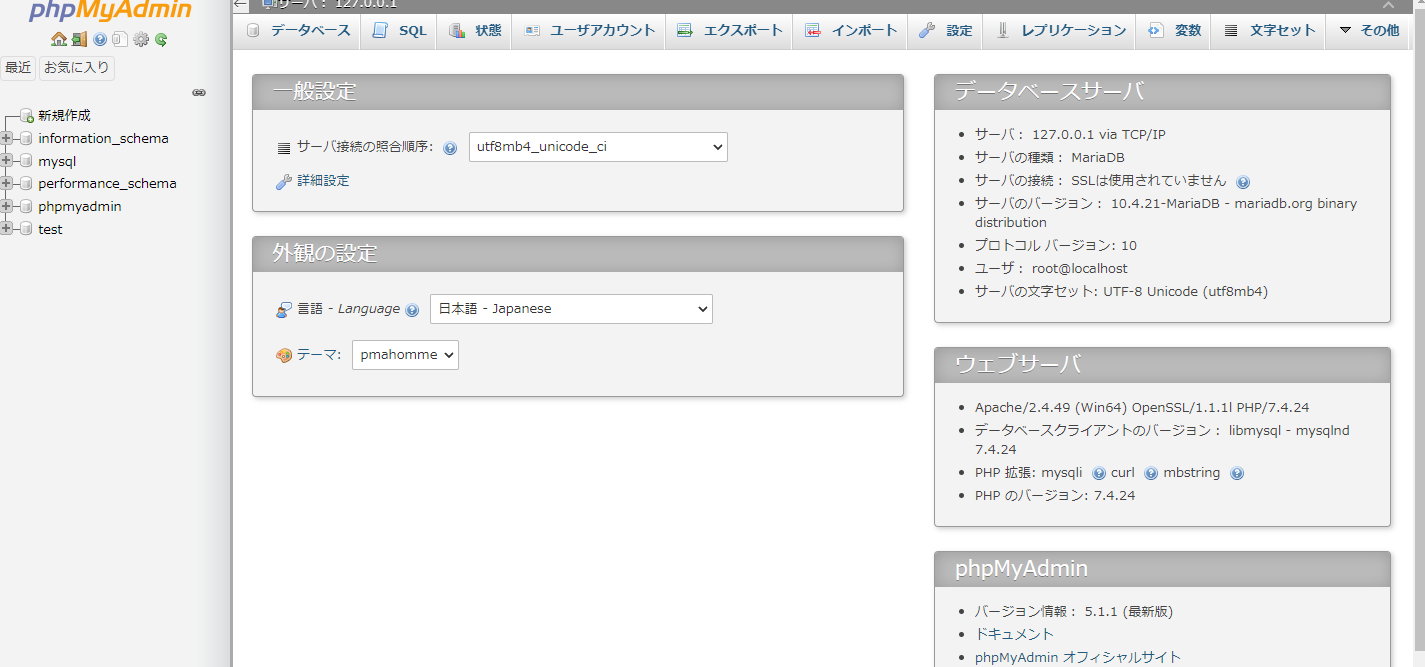 phpMyAdmin
最近 お気に入り
新規作成
information_schema
mysql
performance_schema
phpmyadmin
test
サーバ： 127.0.0.1
データベース SQL 状態 ユーザアカウント エクスポート インポート 設定 レプリケーション 変数 文字セット その他
一般設定
サーバ接続の照合順序: utf8mb4_unicode_ci
詳細設定
外観の設定
言語 - Language 日本語 - Japanese
テーマ: pmahomme
データベースサーバ
サーバ： 127.0.0.1 via TCP/IP
サーバの種類： MariaDB
サーバの接続： SSLは使用されていません
サーバのバージョン： 10.4.21-MariaDB - mariadb.org binary
distribution
プロトコル バージョン: 10
ユーザ： root@localhost
サーバの文字セット: UTF-8 Unicode (utf8mb4)
ウェブサーバ
Apache/2.4.49 (Win64) OpenSSL/1.1.1l PHP/7.4.24
データベースクライアントのバージョン： libmysql - mysqlnd
7.4.24
PHP 拡張: mysqli curl mbstring
PHP のバージョン: 7.4.24
phpMyAdmin
バージョン情報： 5.1.1 (最新版)
ドキュメント
phpMyAdmin オフィシャルサイト